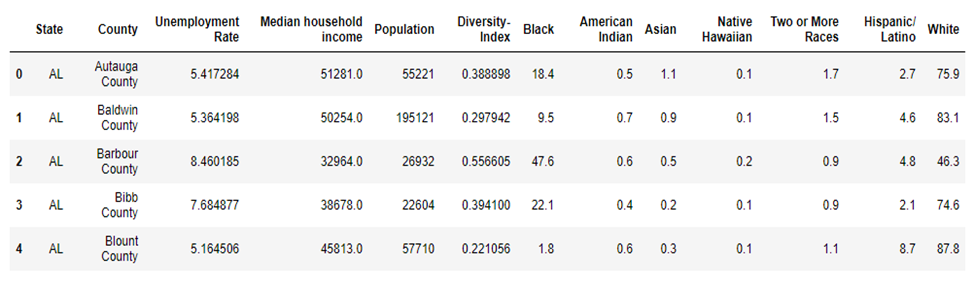 State County Unemployment Rate Median household income Population Diversity-Index Black American Indian Asian Native Hawaiian Two or More Races Hispanic/Latino White
0 AL Autauga County 5.417284 51281.0 55221 0.388898 18.4 0.5 1.1 0.1 1.7 2.7 75.9
1 AL Baldwin County 5.364198 50254.0 195121 0.297942 9.5 0.7 0.9 0.1 1.5 4.6 83.1
2 AL Barbour County 8.460185 32964.0 26932 0.556605 47.6 0.6 0.5 0.2 0.9 4.8 46.3
3 AL Bibb County 7.684877 38678.0 22604 0.394100 22.1 0.4 0.2 0.1 0.9 2.1 74.6
4 AL Blount County 5.164506 45813.0 57710 0.221056 1.8 0.6 0.3 0.1 1.1 8.7 87.8